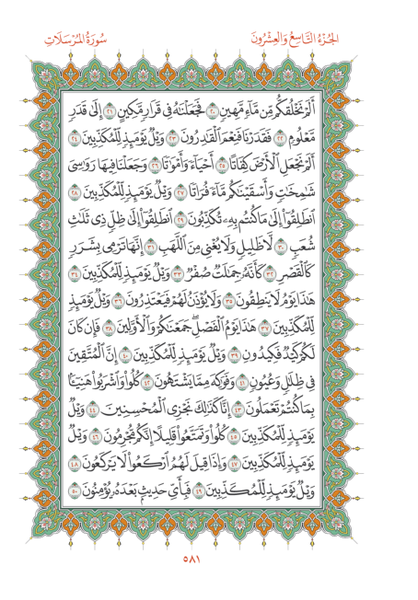 سُورَةُ المُرْسَلَاتِ
الجُزْءُ التَّاسِعُ وَالعِشْرُونَ
أَلَمْ نَخْلُقكُّم مِّن مَّآءٍ مَّهِينٍ ٢٠ فَجَعَلْنَٰهُ فِي قَرَارٍ مَّكِينٍ ٢١ إِلَىٰ قَدَرٍ
مَّعْلُومٍ ٢٢ فَقَدَرْنَا فَنِعْمَ ٱلْقَٰدِرُونَ ٢٣ وَيْلٌ يَوْمَئِذٍ لِّلْمُكَذِّبِينَ ٢٤
أَلَمْ نَجْعَلِ ٱلْأَرْضَ كِفَاتًا ٢٥ أَحْيَآءً وَأَمْوَٰتًا ٢٦ وَجَعَلْنَا فِيهَا رَوَٰسِيَ
شَٰمِخَٰتٍ وَأَسْقَيْنَٰكُم مَّآءً فُرَاتًا ٢٧ وَيْلٌ يَوْمَئِذٍ لِّلْمُكَذِّبِينَ ٢٨
ٱنطَلِقُوٓا۟ إِلَىٰ مَا كُنتُم بِهِۦ تُكَذِّبُونَ ٢٩ ٱنطَلِقُوٓا۟ إِلَىٰ ظِلٍّ ذِي ثَلَٰثِ
شُعَبٍ ٣٠ لَّا ظَلِيلٍ وَلَا يُغْنِي مِنَ ٱللَّهَبِ ٣١ إِنَّهَا تَرْمِي بِشَرَرٍ
كَٱلْقَصْرِ ٣٢ كَأَنَّهُۥ جِمَٰلَتٌ صُفْرٌ ٣٣ وَيْلٌ يَوْمَئِذٍ لِّلْمُكَذِّبِينَ ٣٤
هَٰذَا يَوْمُ لَا يَنطِقُونَ ٣٥ وَلَا يُؤْذَنُ لَهُمْ فَيَعْتَذِرُونَ ٣٦ وَيْلٌ يَوْمَئِذٍ
لِّلْمُكَذِّبِينَ ٣٧ هَٰذَا يَوْمُ ٱلْفَصْلِ جَمَعْنَٰكُمْ وَٱلْأَوَّلِينَ ٣٨ فَإِن كَانَ
لَكُمْ كَيْدٌ فَكِيدُونِ ٣٩ وَيْلٌ يَوْمَئِذٍ لِّلْمُكَذِّبِينَ ٤٠ إِنَّ ٱلْمُتَّقِينَ
فِي ظِلَٰلٍ وَعُيُونٍ ٤١ وَفَوَٰكِهَ مِمَّا يَشْتَهُونَ ٤٢ كُلُوا۟ وَٱشْرَبُوا۟ هَنِيٓـًٔا
بِمَا كُنتُمْ تَعْمَلُونَ ٤٣ إِنَّا كَذَٰلِكَ نَجْزِي ٱلْمُحْسِنِينَ ٤٤ وَيْلٌ
يَوْمَئِذٍ لِّلْمُكَذِّبِينَ ٤٥ كُلُوا۟ وَتَمَتَّعُوا۟ قَلِيلًا إِنَّكُم مُّجْرِمُونَ ٤٦ وَيْلٌ
يَوْمَئِذٍ لِّلْمُكَذِّبِينَ ٤٧ وَإِذَا قِيلَ لَهُمُ ٱرْكَعُوا۟ لَا يَرْكَعُونَ ٤٨
وَيْلٌ يَوْمَئِذٍ لِّلْمُكَذِّبِينَ ٤٩ فَبِأَيِّ حَدِيثٍۭ بَعْدَهُۥ يُؤْمِنُونَ ٥٠
٥٨١